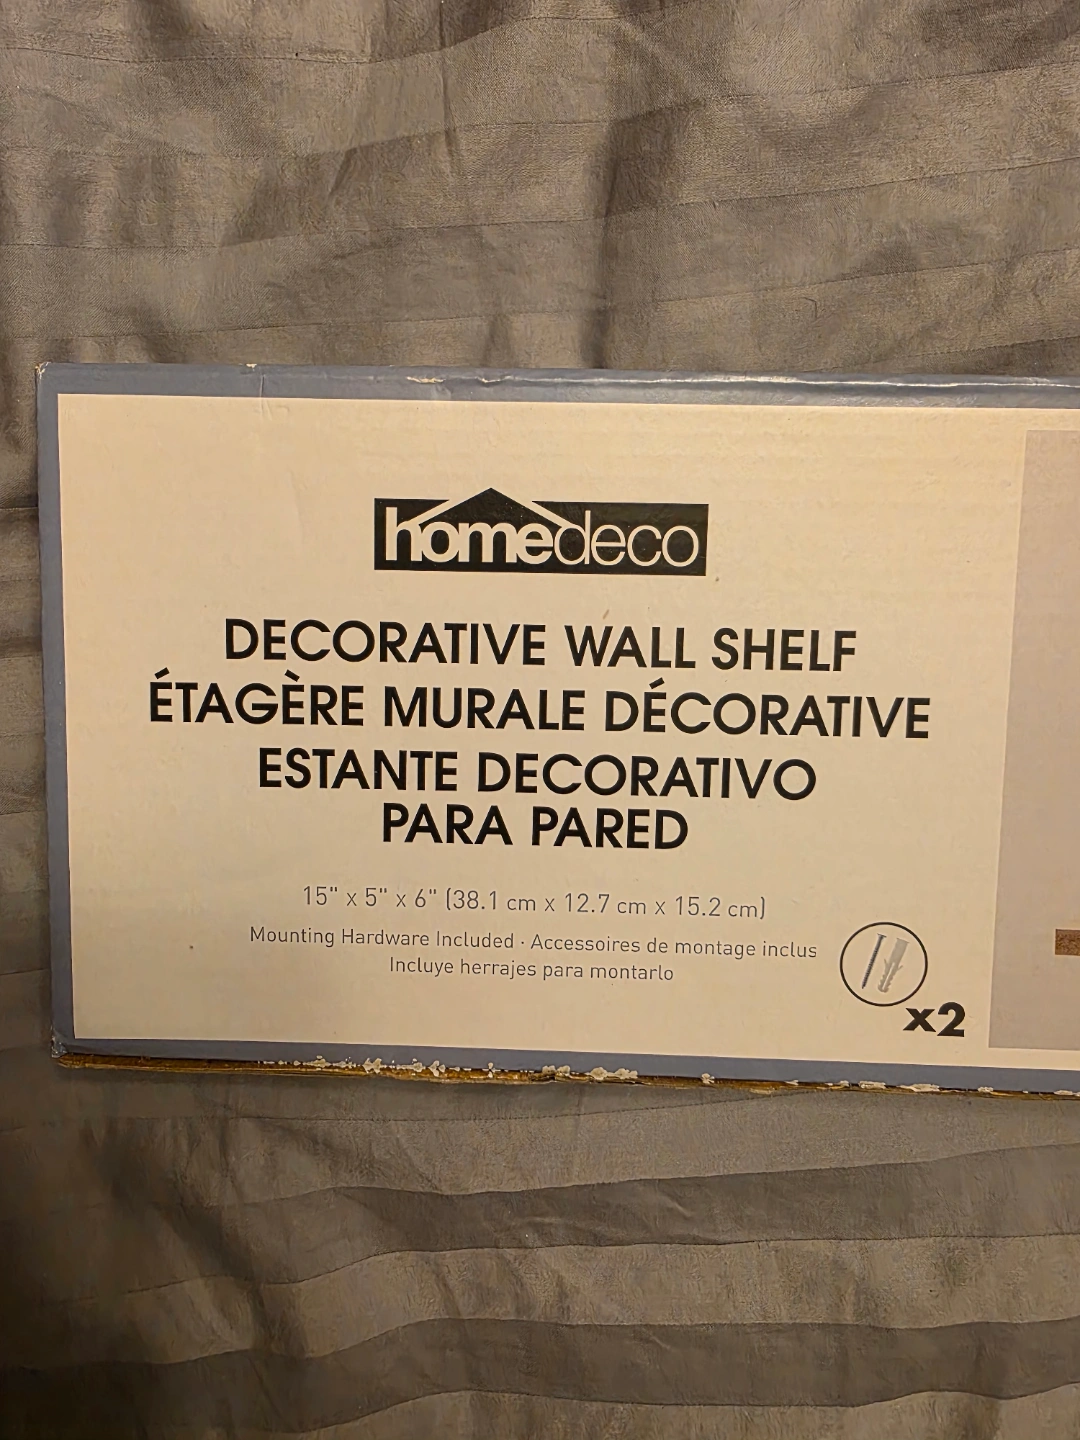 homedeco
DECORATIVE WALL SHELF
ÉTAGÈRE MURALE DÉCORATIVE
ESTANTE DECORATIVO
PARA PARED
15" x 5" x 6" (38.1 cm x 12.7 cm x 15.2 cm)
Mounting Hardware Included · Accessoires de montage inclus
Incluye herrajes para montarlo
x2